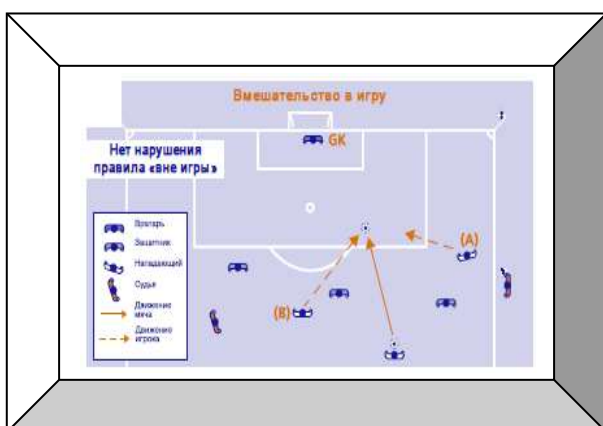 Вмешательство в игру
GK
Нет нарушения
правила «вне игры»
(A)
(B)
Вратарь
Защитник
Нападающий
Судья
Движение
мяча
Движение
игрока